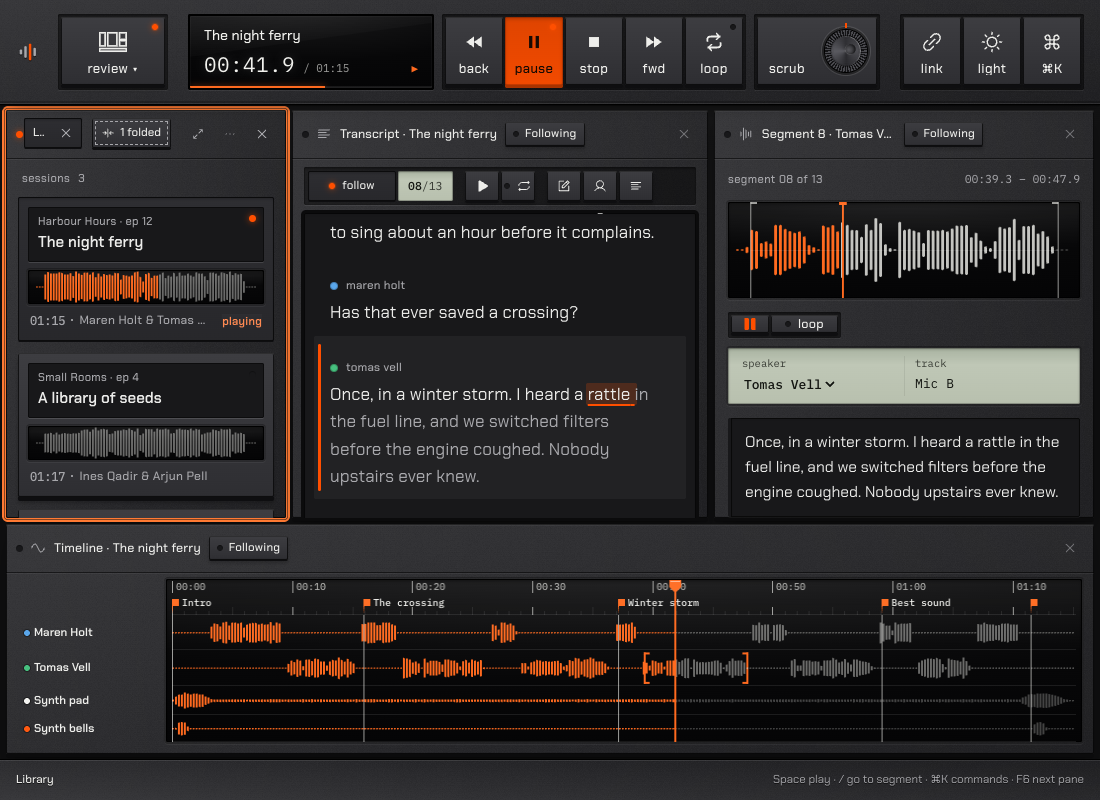 review
The night ferry
00:41.9 / 01:15
back
pause
stop
fwd
loop
scrub
link
light
⌘
⌘K
L..
1 folded
sessions 3
Harbour Hours · ep 12
The night ferry
01:15 · Maren Holt & Tomas ... playing
Small Rooms · ep 4
A library of seeds
01:17 · Ines Qadir & Arjun Pell
Transcript · The night ferry
Following
follow
08/13
to sing about an hour before it complains.
maren holt
Has that ever saved a crossing?
tomas vell
Once, in a winter storm. I heard a rattle in
the fuel line, and we switched filters
before the engine coughed. Nobody
upstairs ever knew.
Segment 8 · Tomas V...
Following
segment 08 of 13
00:39.3 – 00:47.9
loop
speaker
Tomas Vell
track
Mic B
Once, in a winter storm. I heard a rattle in the
fuel line, and we switched filters before the
engine coughed. Nobody upstairs ever knew.
Timeline · The night ferry
Following
00:00 00:10 00:20 00:30 00:50 01:00 01:10
Intro The crossing Winter storm Best sound
Maren Holt
Tomas Vell
Synth pad
Synth bells
Library
Space play · / go to segment · ⌘K commands · F6 next pane